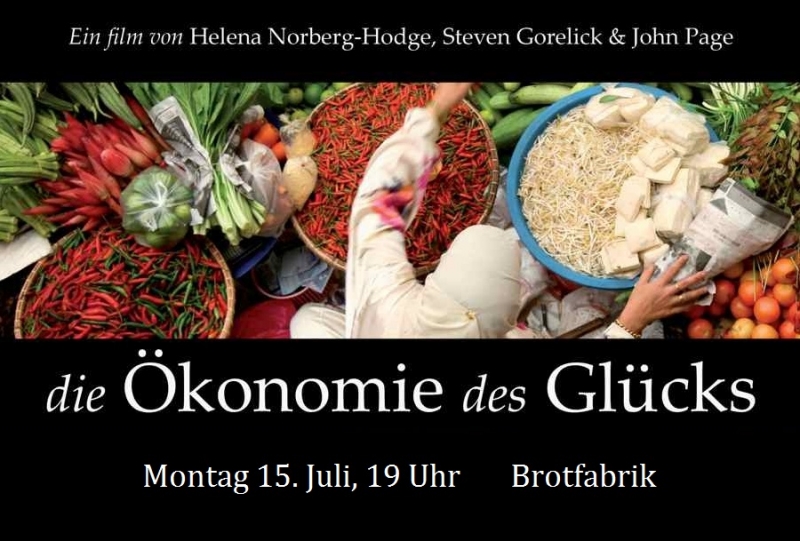 Ein film von Helena Norberg-Hodge, Steven Gorelick & John Page
die Ökonomie des Glücks
Montag 15. Juli, 19 Uhr Brotfabrik